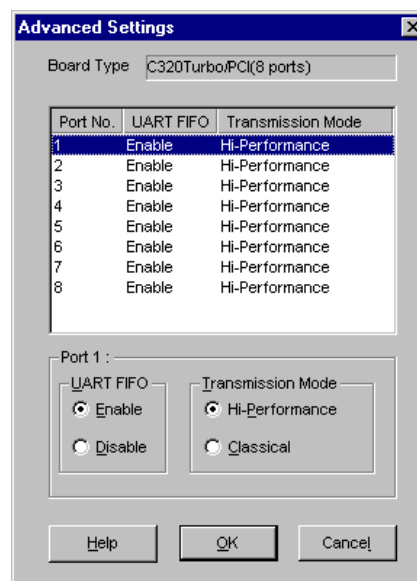 Advanced Settings
Board Type C320Turbo/PCI(8 ports)
Port No. UART FIFO Transmission Mode
1 Enable Hi-Performance
2 Enable Hi-Performance
3 Enable Hi-Performance
4 Enable Hi-Performance
5 Enable Hi-Performance
6 Enable Hi-Performance
7 Enable Hi-Performance
8 Enable Hi-Performance
Port 1 :
UART FIFO Transmission Mode
Enable Hi-Performance
Disable Classical
Help OK Cancel